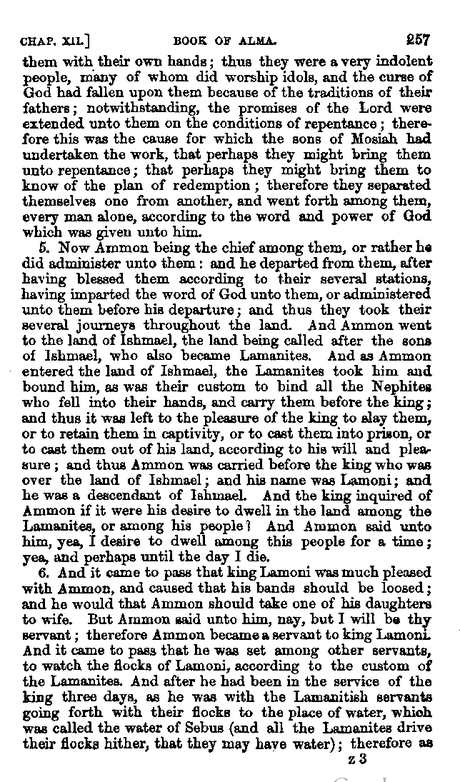 CHAP. XII.] BOOK OF ALMA. 257
them with their own hands; thus they were a very indolent
people, many of whom did worship idols, and the curse of
God had fallen upon them because of the traditions of their
fathers; notwithstanding, the promises of the Lord were
extended unto them on the conditions of repentance; there-
fore this was the cause for which the sons of Mosiah had
undertaken the work, that perhaps they might bring them
unto repentance; that perhaps they might bring them to
know of the plan of redemption; therefore they separated
themselves one from another, and went forth among them,
every man alone, according to the word and power of God
which was given unto him.
5. Now Ammon being the chief among them, or rather he
did administer unto them: and he departed from them, after
having blessed them according to their several stations,
having imparted the word of God unto them, or administered
unto them before his departure; and thus they took their
several journeys throughout the land. And Ammon went
to the land of Ishmael, the land being called after the sons
of Ishmael, who also became Lamanites. And as Ammon
entered the land of Ishmael, the Lamanites took him and
bound him, as was their custom to bind all the Nephites
who fell into their hands, and carry them before the king;
and thus it was left to the pleasure of the king to slay them,
or to retain them in captivity, or to cast them into prison, or
to cast them out of his land, according to his will and plea-
sure; and thus Ammon was carried before the king who was
over the land of Ishmael; and his name was Lamoni; and
he was a descendant of Ishmael. And the king inquired of
Ammon if it were his desire to dwell in the land among the
Lamanites, or among his people? And Ammon said unto
him, yea, I desire to dwell among this people for a time;
yea, and perhaps until the day I die.
6. And it came to pass that king Lamoni was much pleased
with Ammon, and caused that his bands should be loosed;
and he would that Ammon should take one of his daughters
to wife. But Ammon said unto him, nay, but I will be thy
servant; therefore Ammon became a servant to king Lamoni.
And it came to pass that he was set among other servants,
to watch the flocks of Lamoni, according to the custom of
the Lamanites. And after he had been in the service of the
king three days, as he was with the Lamanitish servants
going forth with their flocks to the place of water, which
was called the water of Sebus (and all the Lamanites drive
their flocks hither, that they may have water); therefore as
z 3